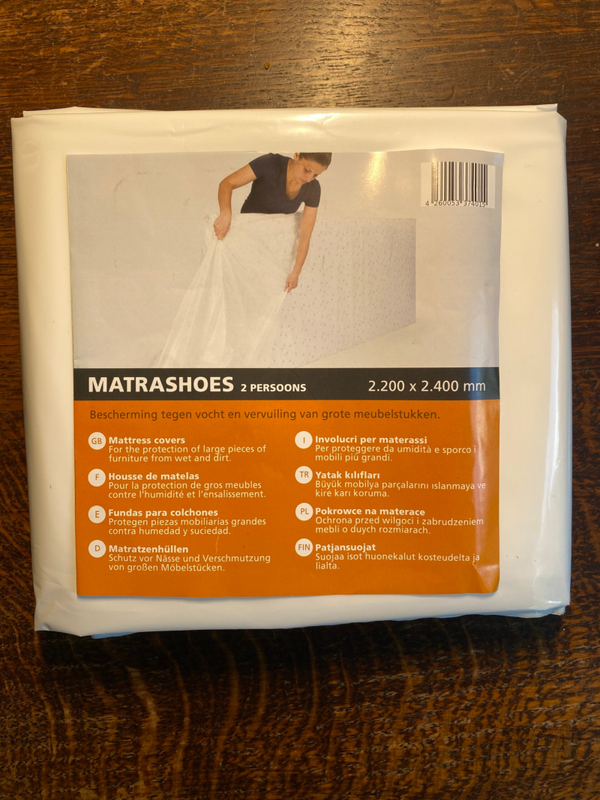 4 260053 374015
MATRASHOES 2 PERSOONS 2.200 x 2.400 mm
Bescherming tegen vocht en vervuiling van grote meubelstukken.
GB Mattress covers
For the protection of large pieces of
furniture from wet and dirt.
F Housse de matelas
Pour la protection de gros meubles
contre l'humidité et l'ensalissement.
E Fundas para colchones
Protegen piezas mobiliarias grandes
contra humedad y suciedad.
D Matratzenhüllen
Schutz vor Nässe und Verschmutzung
von großen Möbelstücken.
I Involucri per materassi
Per proteggere da umidità e sporco i
mobili più grandi.
TR Yatak kılıfları
Büyük mobilya parçalarını ıslanmaya ve
kire karı koruma.
PL Pokrowce na materace
Ochrona przed wilgoci i zabrudzeniem
mebli o duych rozmiarach.
FIN Patjansuojat
Suojaa isot huonekalut kosteudelta ja
lialta.